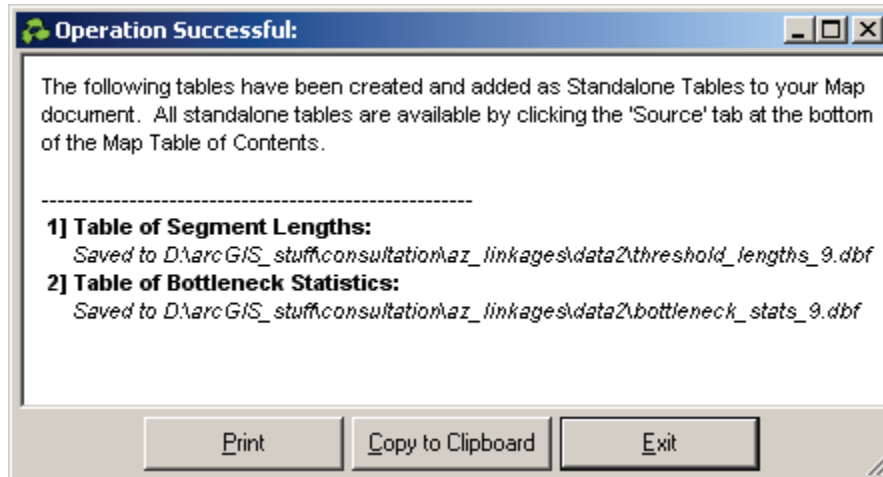 Operation Successful:
The following tables have been created and added as Standalone Tables to your Map
document.  All standalone tables are available by clicking the 'Source' tab at the bottom
of the Map Table of Contents.
------------------------------------------------------
1] Table of Segment Lengths:
Saved to D:\arcGIS_stuff\consultation\az_linkages\data2\threshold_lengths_9.dbf
2] Table of Bottleneck Statistics:
Saved to D:\arcGIS_stuff\consultation\az_linkages\data2\bottleneck_stats_9.dbf
Print Copy to Clipboard Exit